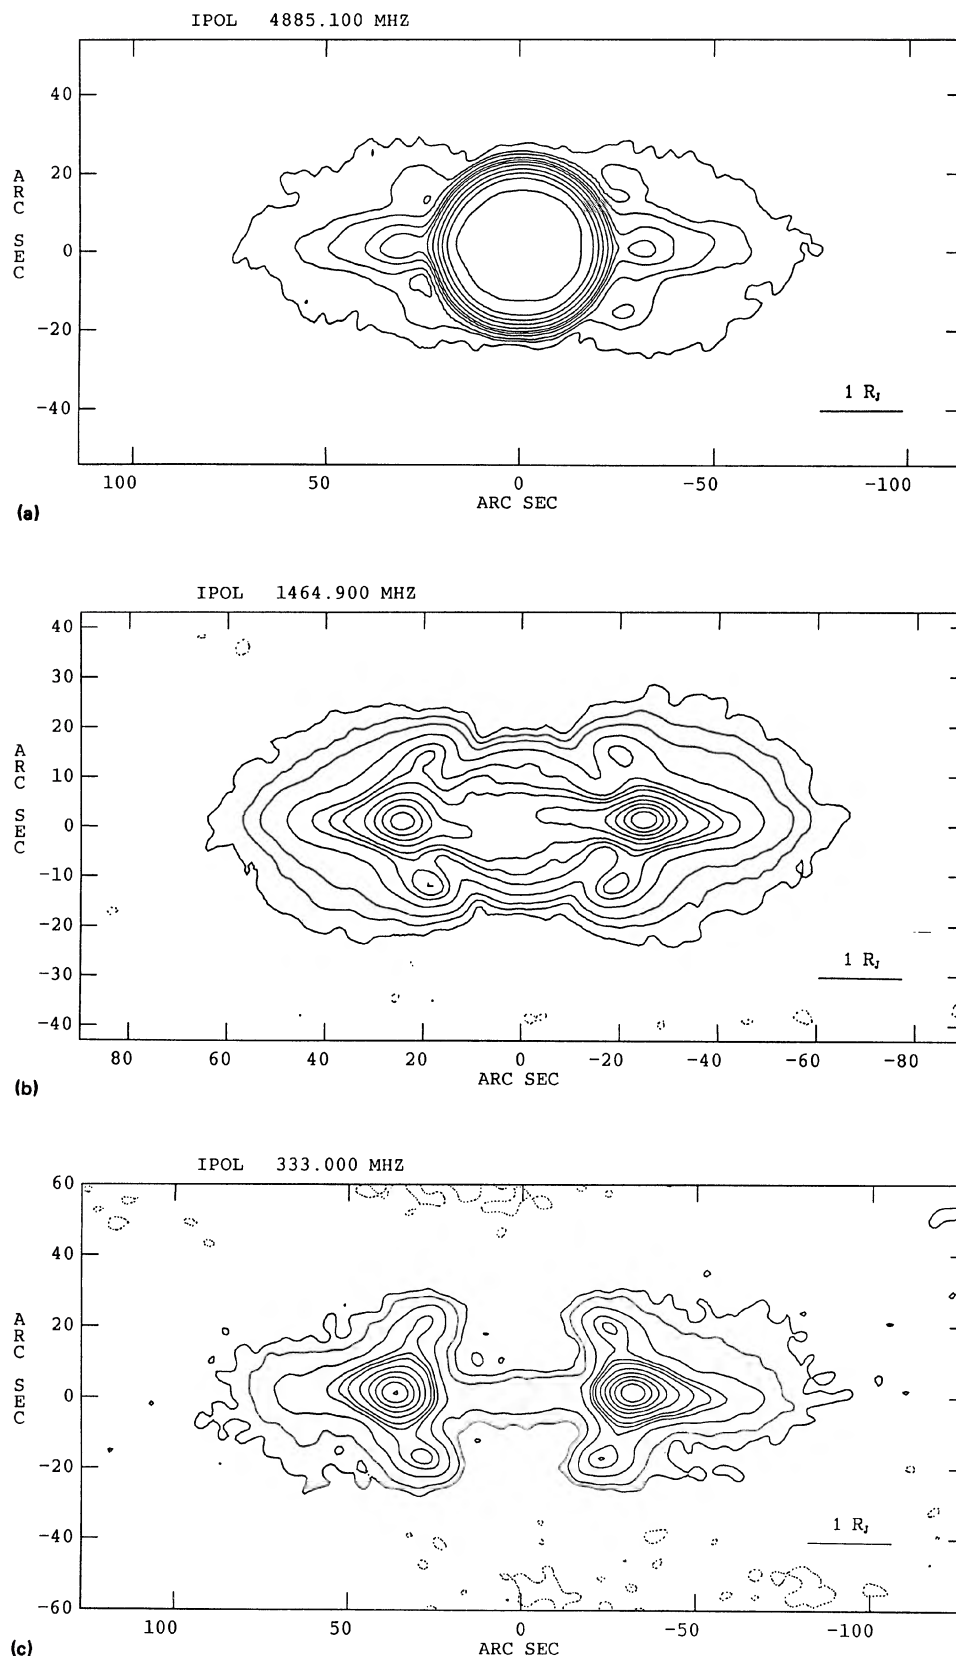 IPOL 4885.100 MHZ
40
20
0
-20
-40
ARC SEC
1 RJ
100 50 0 -50 -100
ARC SEC
(a)
IPOL 1464.900 MHZ
40
30
20
10
0
-10
-20
-30
-40
ARC SEC
1 RJ
80 60 40 20 0 -20 -40 -60 -80
ARC SEC
(b)
IPOL 333.000 MHZ
60
40
20
0
-20
-40
-60
ARC SEC
1 RJ
100 50 0 -50 -100
ARC SEC
(c)